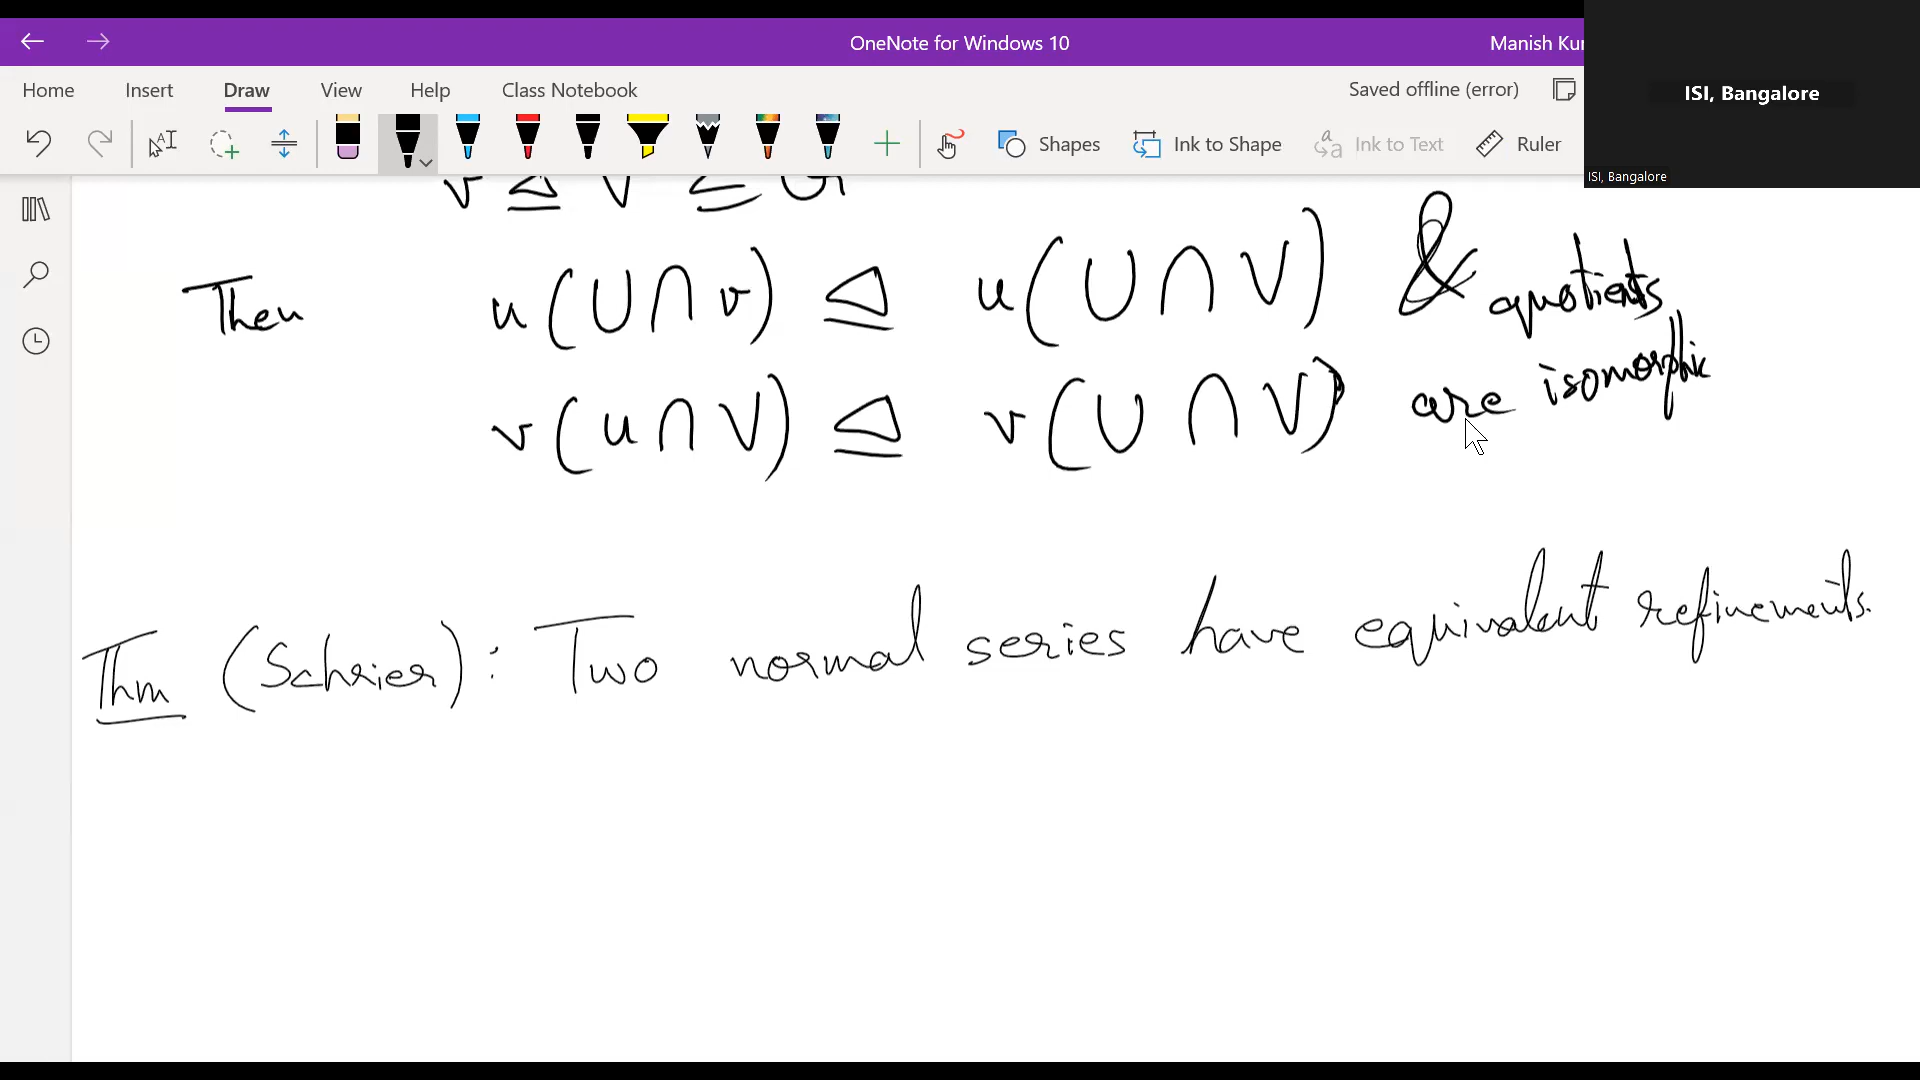 OneNote for Windows 10
Manish Kur
ISI, Bangalore
Home Insert Draw View Help Class Notebook
Saved offline (error)
Shapes Ink to Shape Ink to Text Ruler
ISI, Bangalore
v ⊴ V ≤ G
Then u(U∩v) ⊴ u(U∩V) & quotients
v(u∩V) ⊴ v(U∩V) are isomorphic
Thm (Schrier): Two normal series have equivalent refinements.